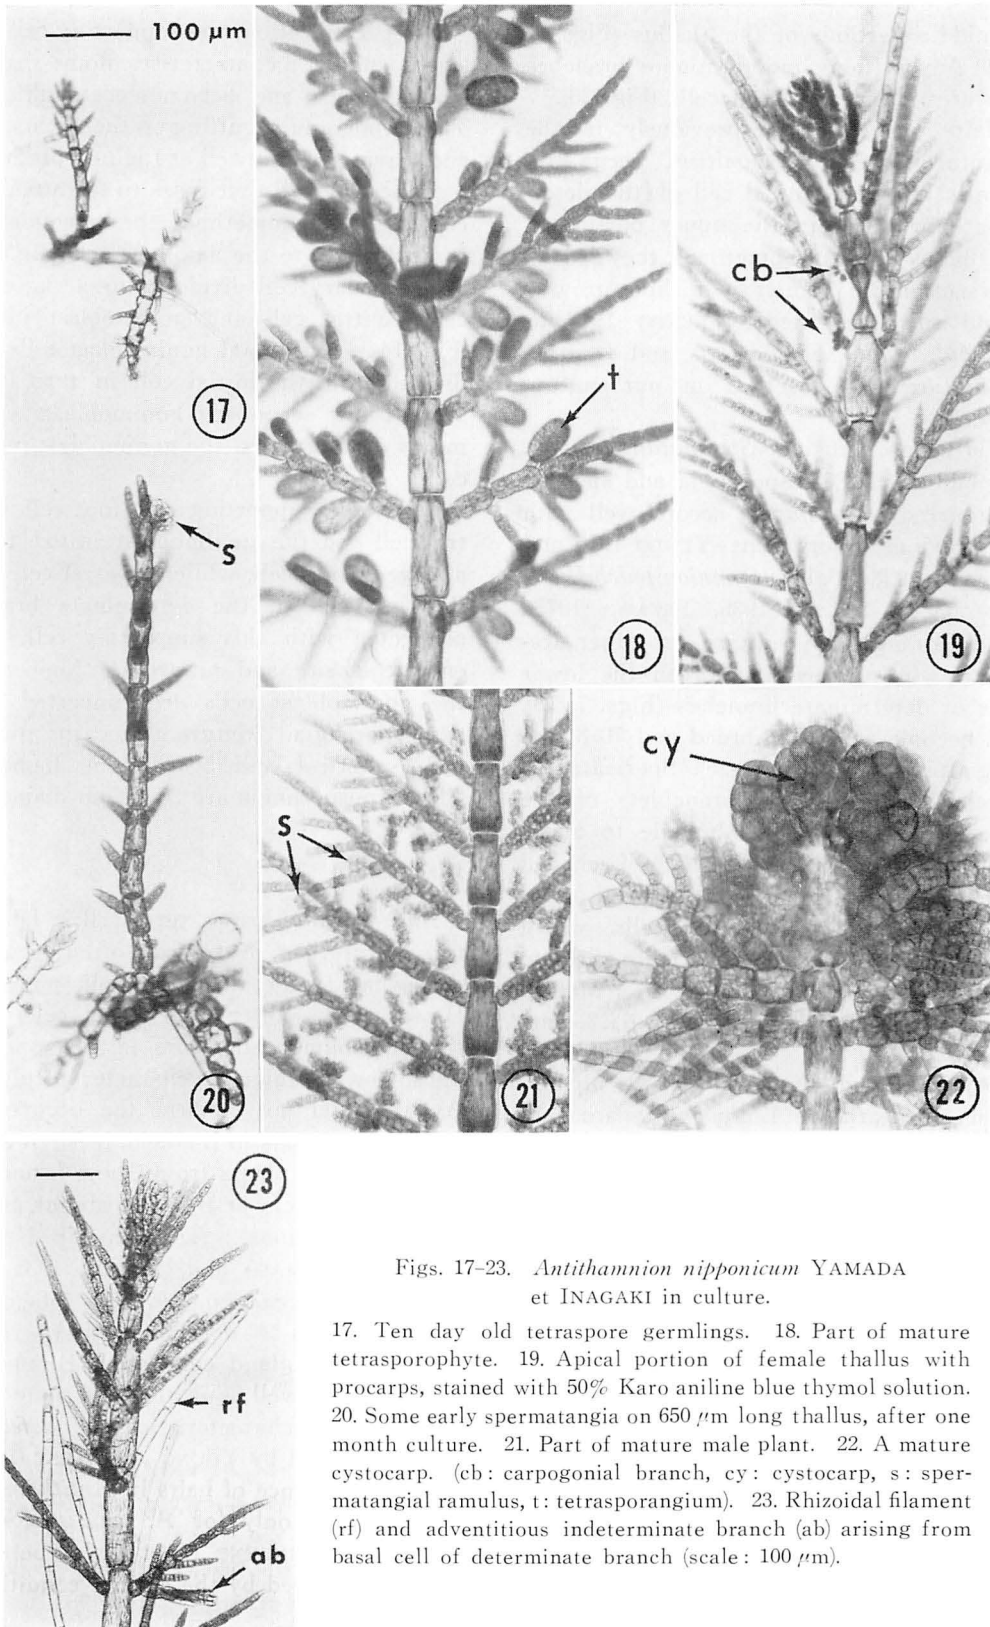 100 µm
17
t
18
cb
19
s
20
s
21
cy
22
23
rf
ab
Figs. 17–23. Antithamnion nipponicum YAMADA
et INAGAKI in culture.
17. Ten day old tetraspore germlings. 18. Part of mature
tetrasporophyte. 19. Apical portion of female thallus with
procarps, stained with 50% Karo aniline blue thymol solution.
20. Some early spermatangia on 650 µm long thallus, after one
month culture. 21. Part of mature male plant. 22. A mature
cystocarp. (cb : carpogonial branch, cy : cystocarp, s : sper-
matangial ramulus, t : tetrasporangium). 23. Rhizoidal filament
(rf) and adventitious indeterminate branch (ab) arising from
basal cell of determinate branch (scale : 100 µm).